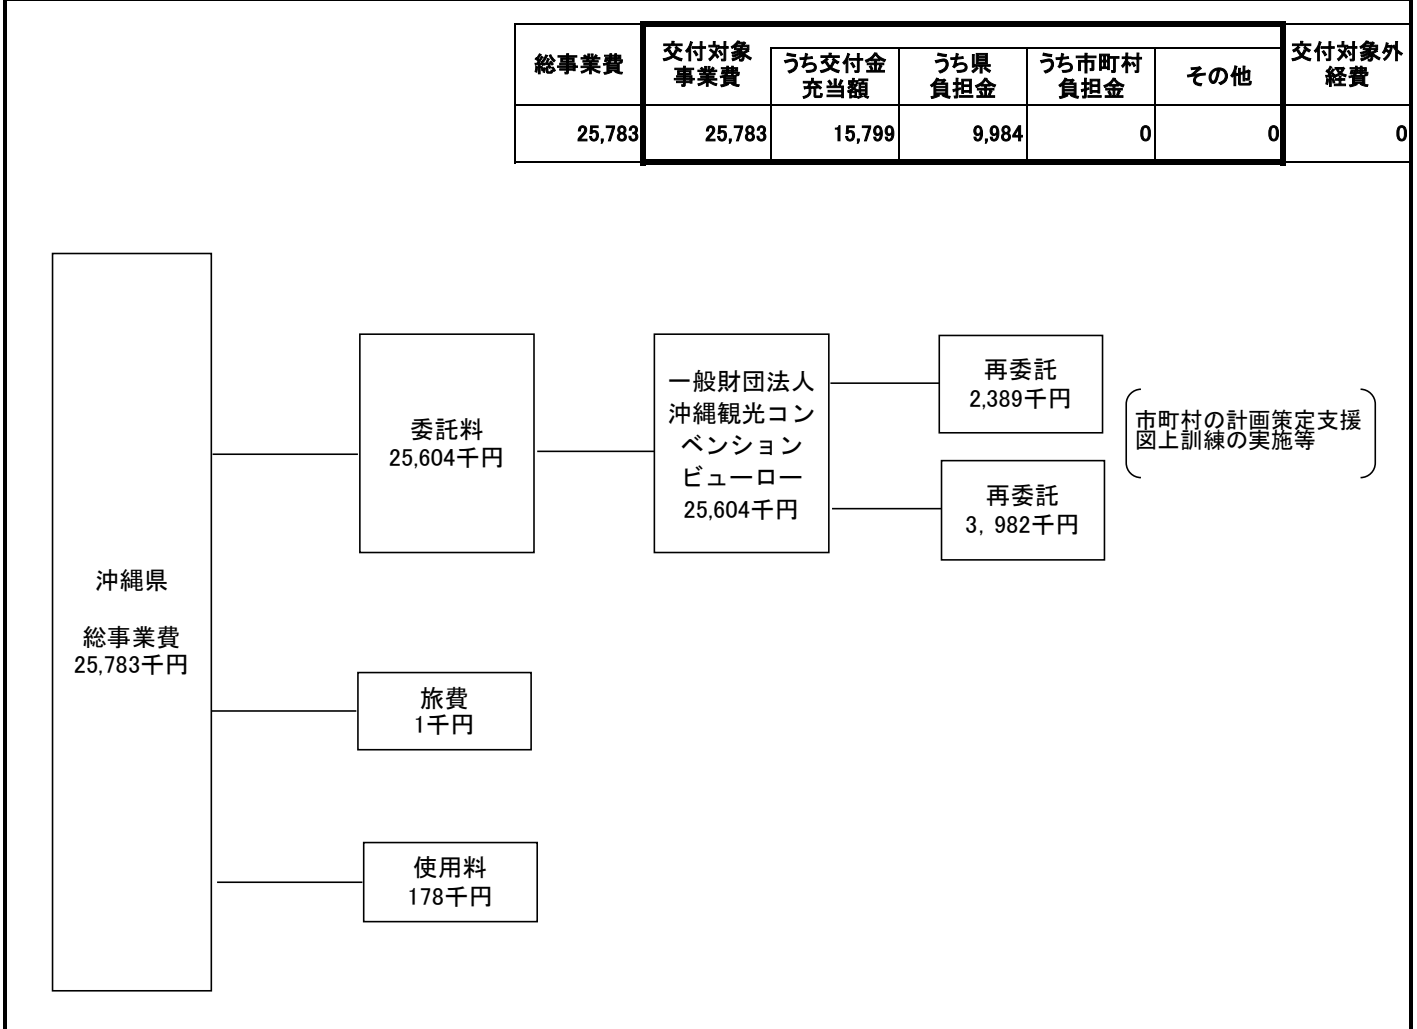 総事業費
交付対象
事業費
うち交付金
充当額
うち県
負担金
うち市町村
負担金
その他
交付対象外
経費
25,783
25,783
15,799
9,984
0
0
0
沖縄県
総事業費
25,783千円
委託料
25,604千円
一般財団法人
沖縄観光コン
ベンション
ビューロー
25,604千円
再委託
2,389千円
再委託
3，982千円
市町村の計画策定支援
図上訓練の実施等
旅費
1千円
使用料
178千円